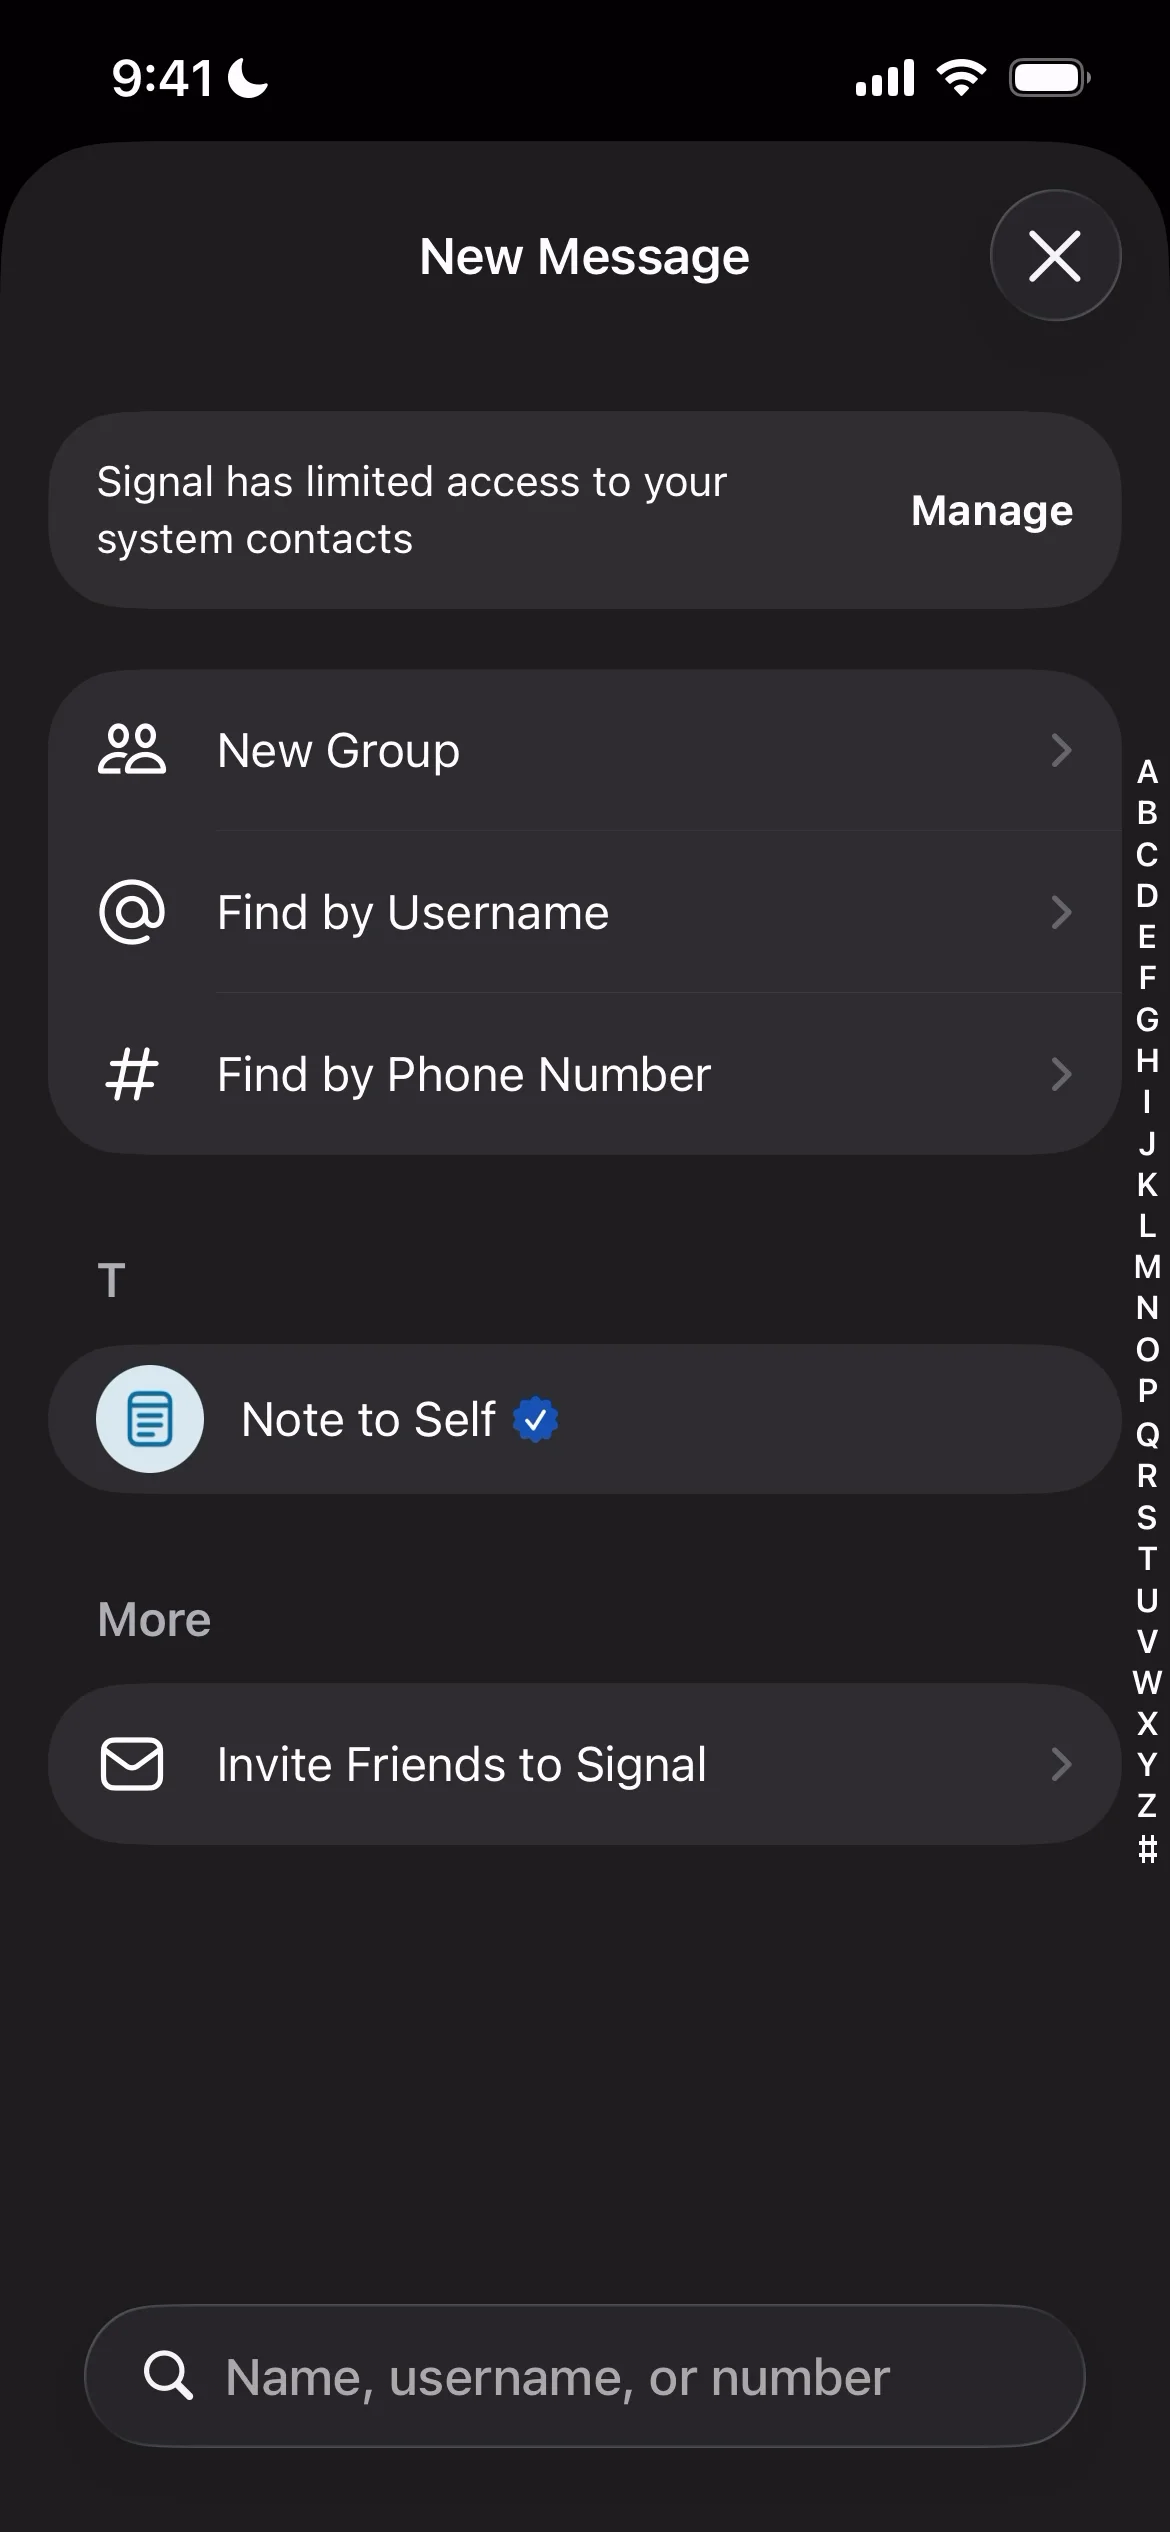 9:41
New Message
Signal has limited access to your
system contacts
Manage
New Group
Find by Username
Find by Phone Number
T
Note to Self
More
Invite Friends to Signal
A
B
C
D
E
F
G
H
I
J
K
L
M
N
O
P
Q
R
S
T
U
V
W
X
Y
Z
#
Name, username, or number